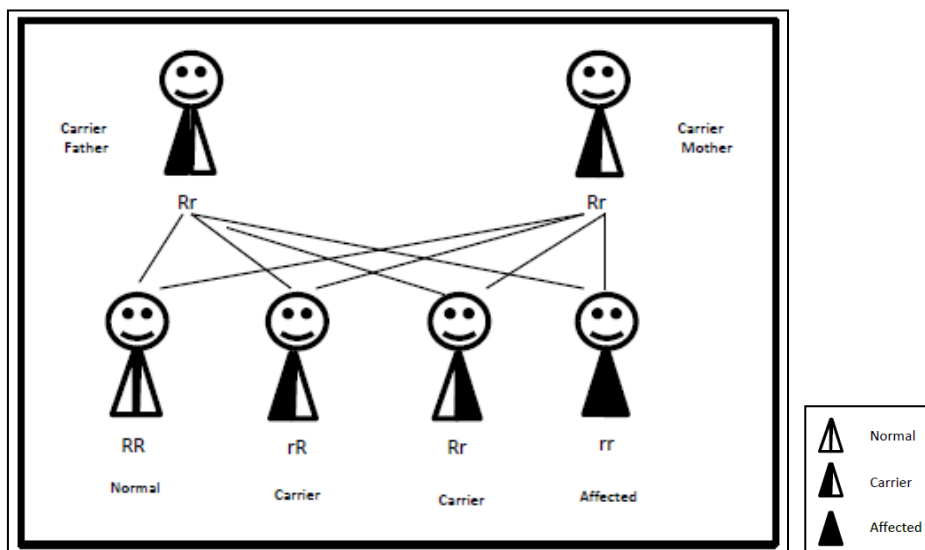 Carrier
Father
Carrier
Mother
Rr
Rr
RR
rR
Rr
rr
Normal
Carrier
Carrier
Affected
Normal
Carrier
Affected